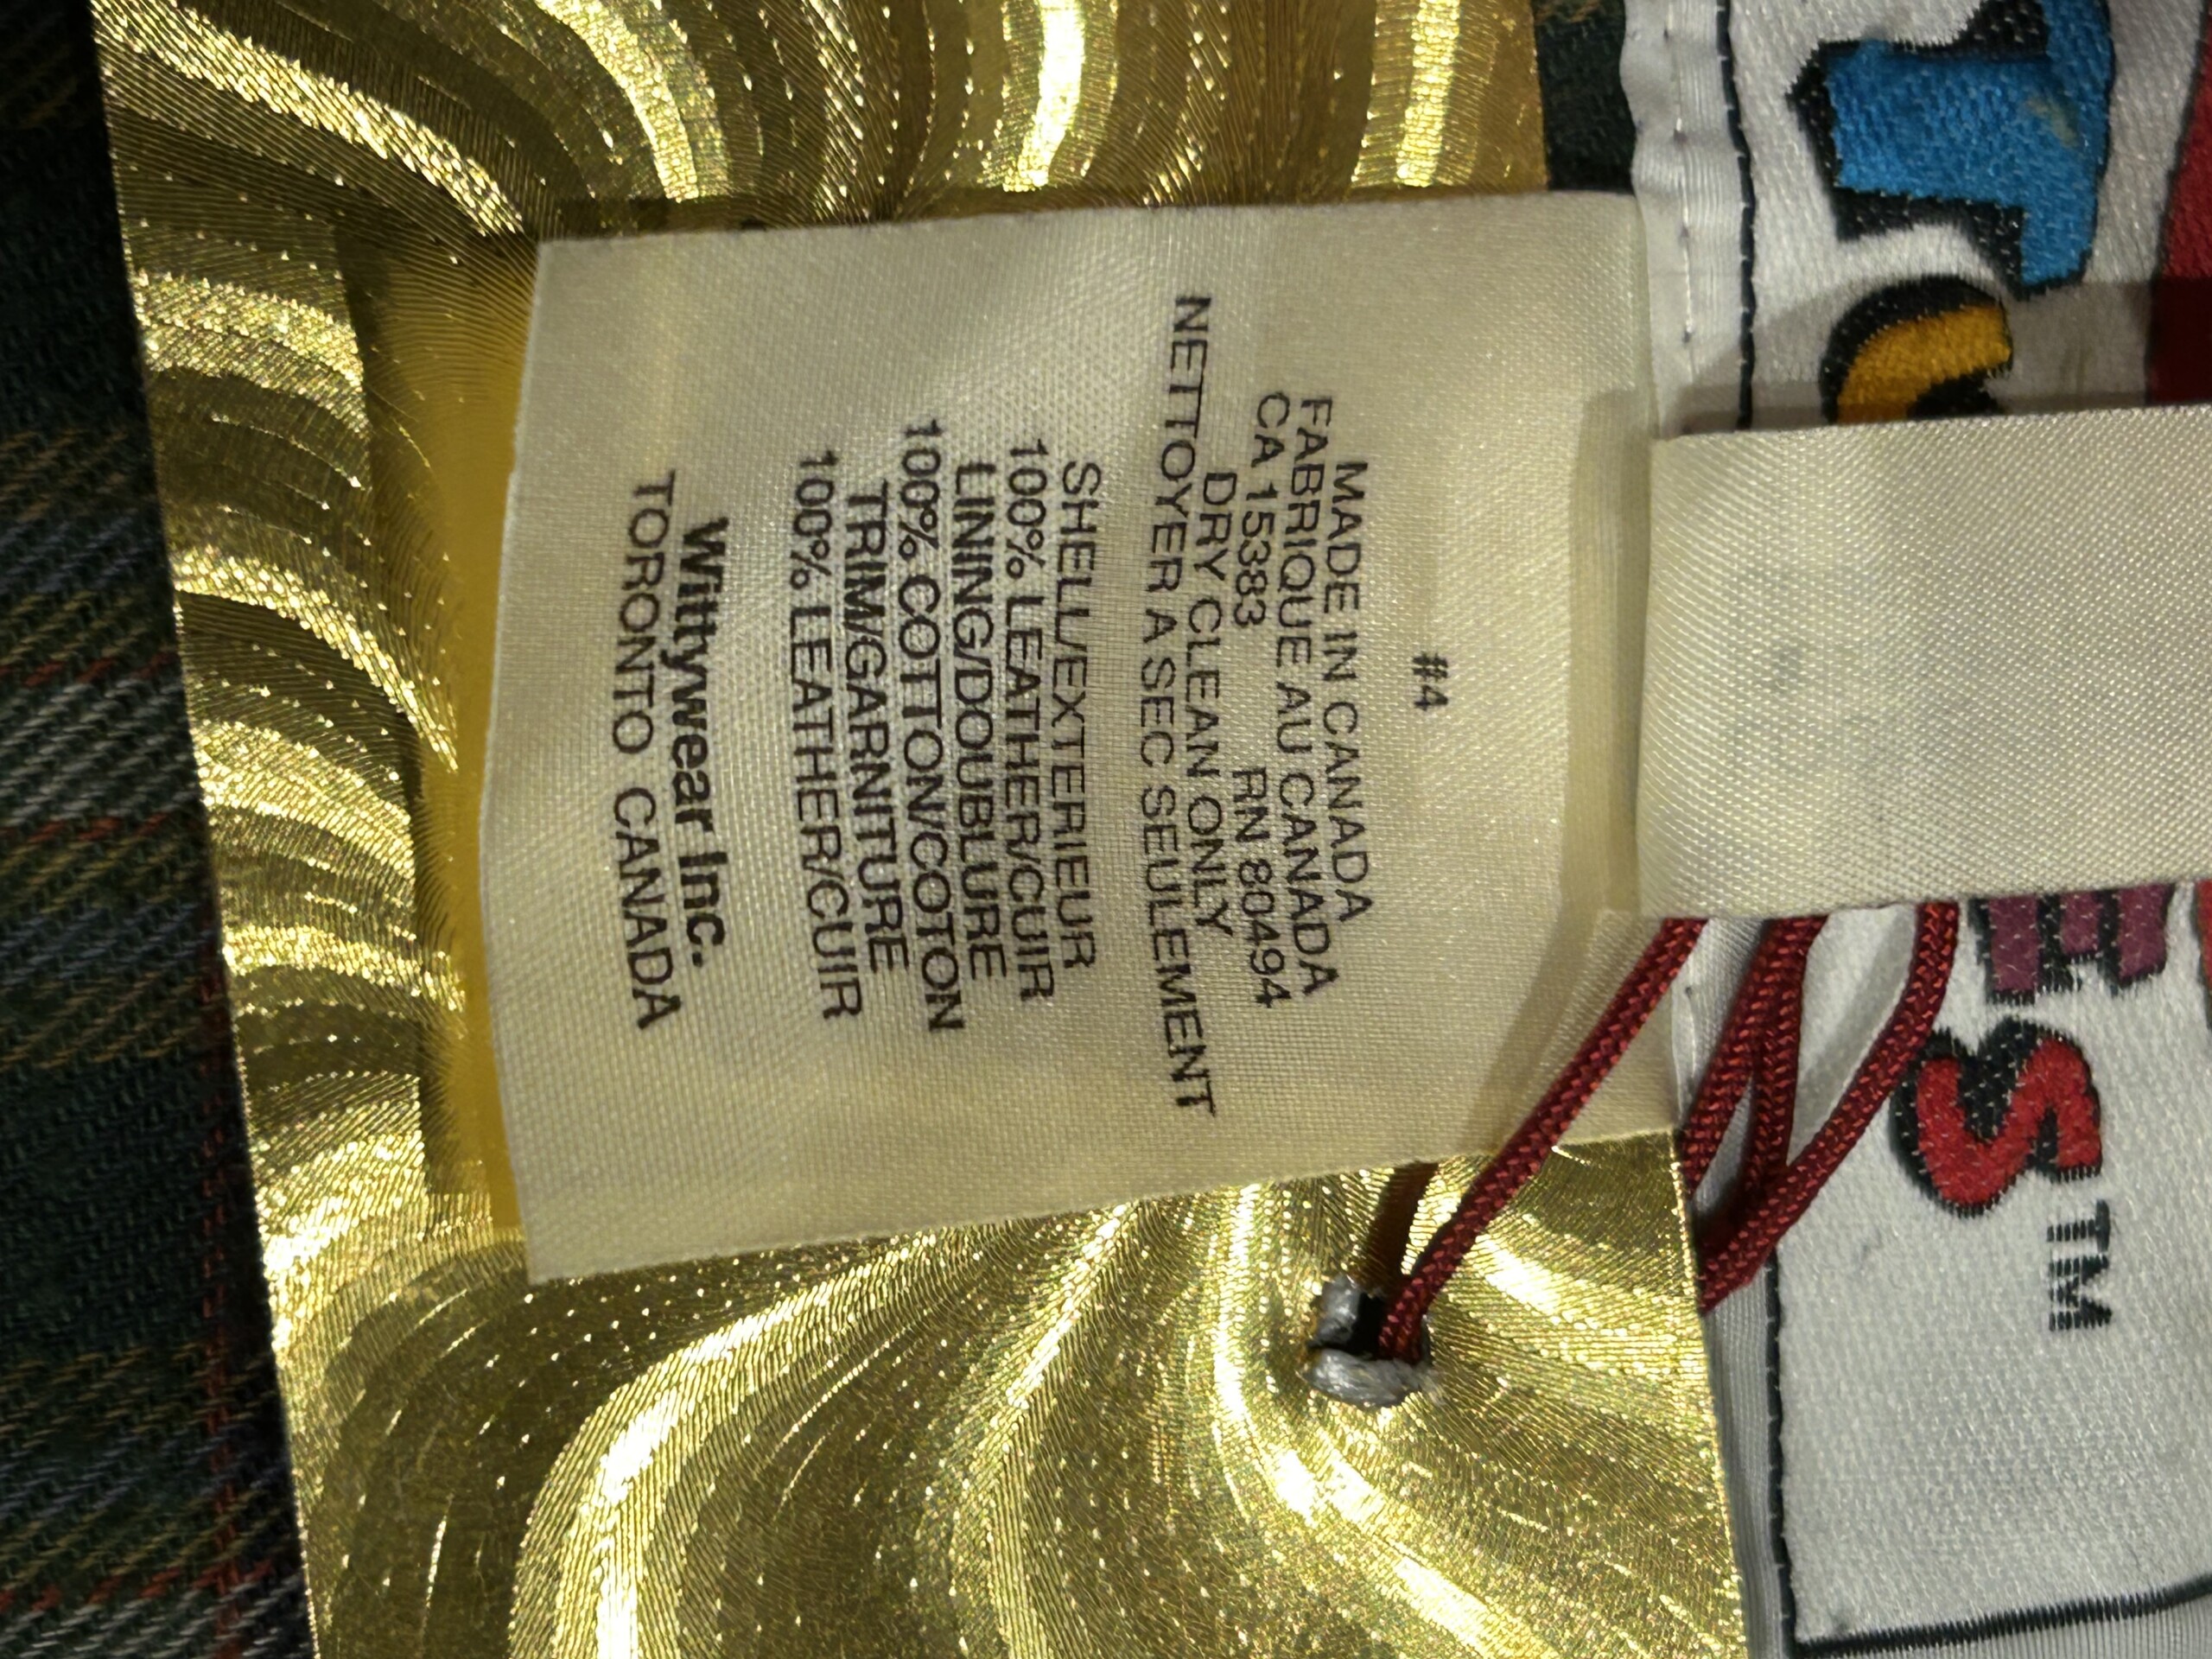 #4
MADE IN CANADA
FABRIQUE AU CANADA
CA 15383 RN 80494
DRY CLEAN ONLY
NETTOYER A SEC SEULEMENT
SHELL/EXTERIEUR
100% LEATHER/CUIR
LINING/DOUBLURE
100% COTTON/COTON
TRIM/GARNITURE
100% LEATHER/CUIR
Wittywear Inc.
TORONTO CANADA
ES™